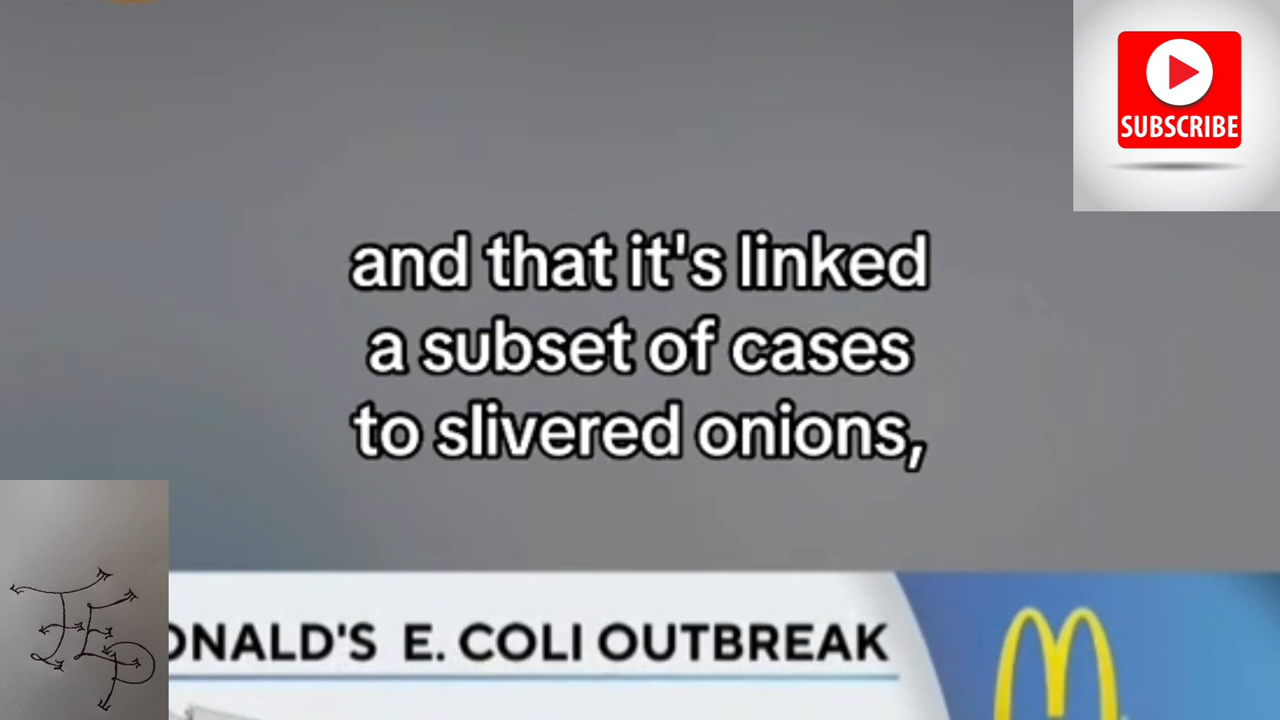 SUBSCRIBE
and that it's linked
a subset of cases
to slivered onions,
ONALD'S E. COLI OUTBREAK